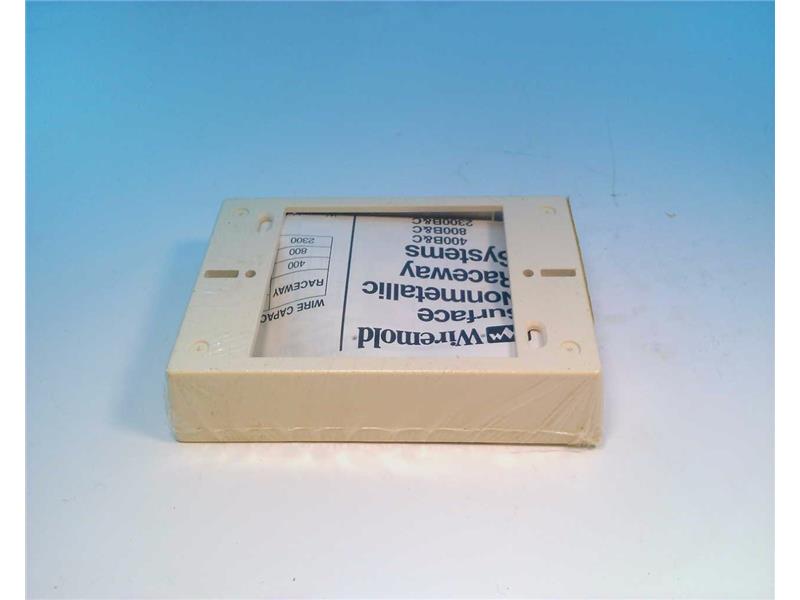 Wiremold
Surface
Nonmetallic
Raceway
Systems
400B&C
800B&C
2300B&C
WIRE CAPAC
RACEWAY
400
800
2300